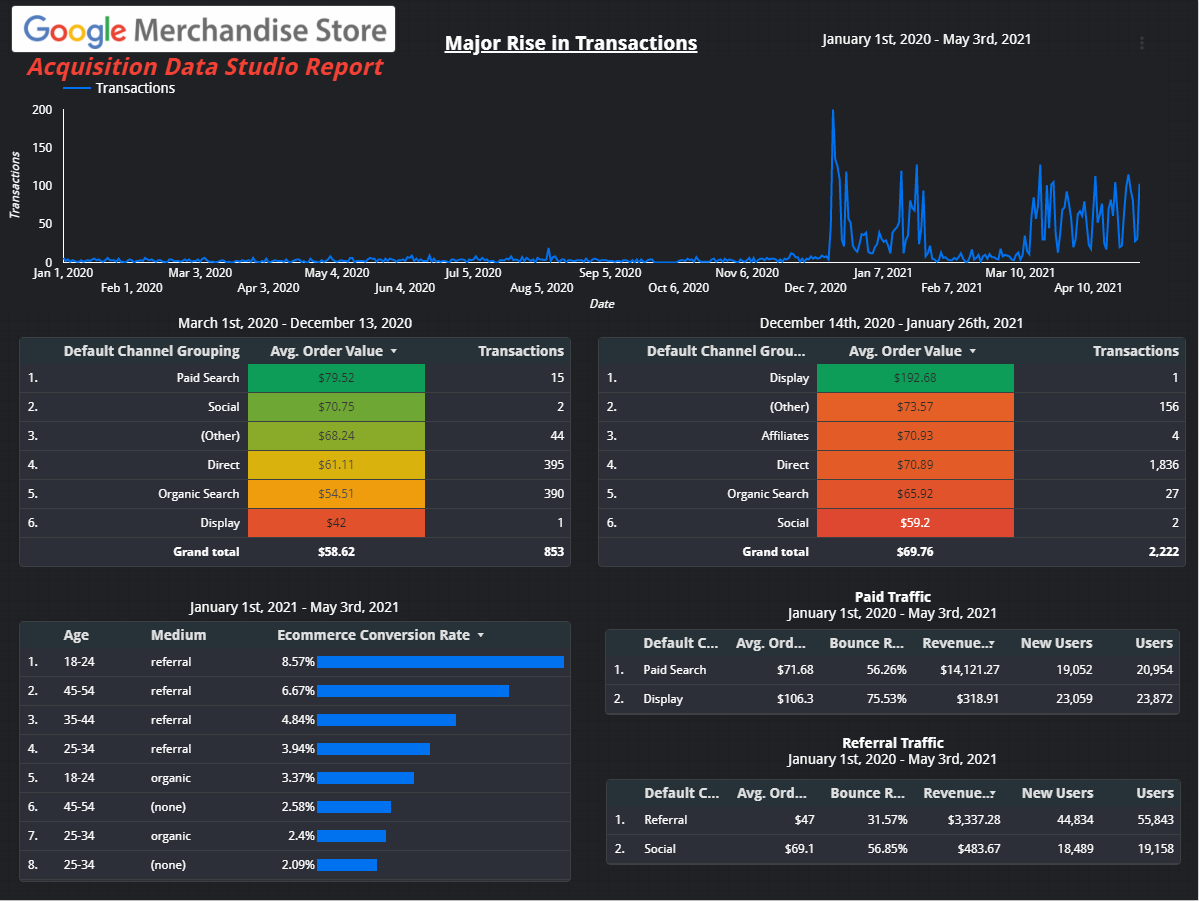 Google Merchandise Store
Acquisition Data Studio Report
Major Rise in Transactions
January 1st, 2020 - May 3rd, 2021
Transactions
200
150
100
50
0
Transactions
Jan 1, 2020 Mar 3, 2020 May 4, 2020 Jul 5, 2020 Sep 5, 2020 Nov 6, 2020 Jan 7, 2021 Mar 10, 2021
Feb 1, 2020 Apr 3, 2020 Jun 4, 2020 Aug 5, 2020 Oct 6, 2020 Dec 7, 2020 Feb 7, 2021 Apr 10, 2021
Date
March 1st, 2020 - December 13, 2020
Default Channel Grouping Avg. Order Value Transactions
1. Paid Search $79.52 15
2. Social $70.75 2
3. (Other) $68.24 44
4. Direct $61.11 395
5. Organic Search $54.51 390
6. Display $42 1
Grand total $58.62 853
December 14th, 2020 - January 26th, 2021
Default Channel Grou... Avg. Order Value Transactions
1. Display $192.68 1
2. (Other) $73.57 156
3. Affiliates $70.93 4
4. Direct $70.89 1,836
5. Organic Search $65.92 27
6. Social $59.2 2
Grand total $69.76 2,222
January 1st, 2021 - May 3rd, 2021
Age Medium Ecommerce Conversion Rate
1. 18-24 referral 8.57%
2. 45-54 referral 6.67%
3. 35-44 referral 4.84%
4. 25-34 referral 3.94%
5. 18-24 organic 3.37%
6. 45-54 (none) 2.58%
7. 25-34 organic 2.4%
8. 25-34 (none) 2.09%
Paid Traffic
January 1st, 2020 - May 3rd, 2021
Default C... Avg. Ord... Bounce R... Revenue... New Users Users
1. Paid Search $71.68 56.26% $14,121.27 19,052 20,954
2. Display $106.3 75.53% $318.91 23,059 23,872
Referral Traffic
January 1st, 2020 - May 3rd, 2021
Default C... Avg. Ord... Bounce R... Revenue... New Users Users
1. Referral $47 31.57% $3,337.28 44,834 55,843
2. Social $69.1 56.85% $483.67 18,489 19,158